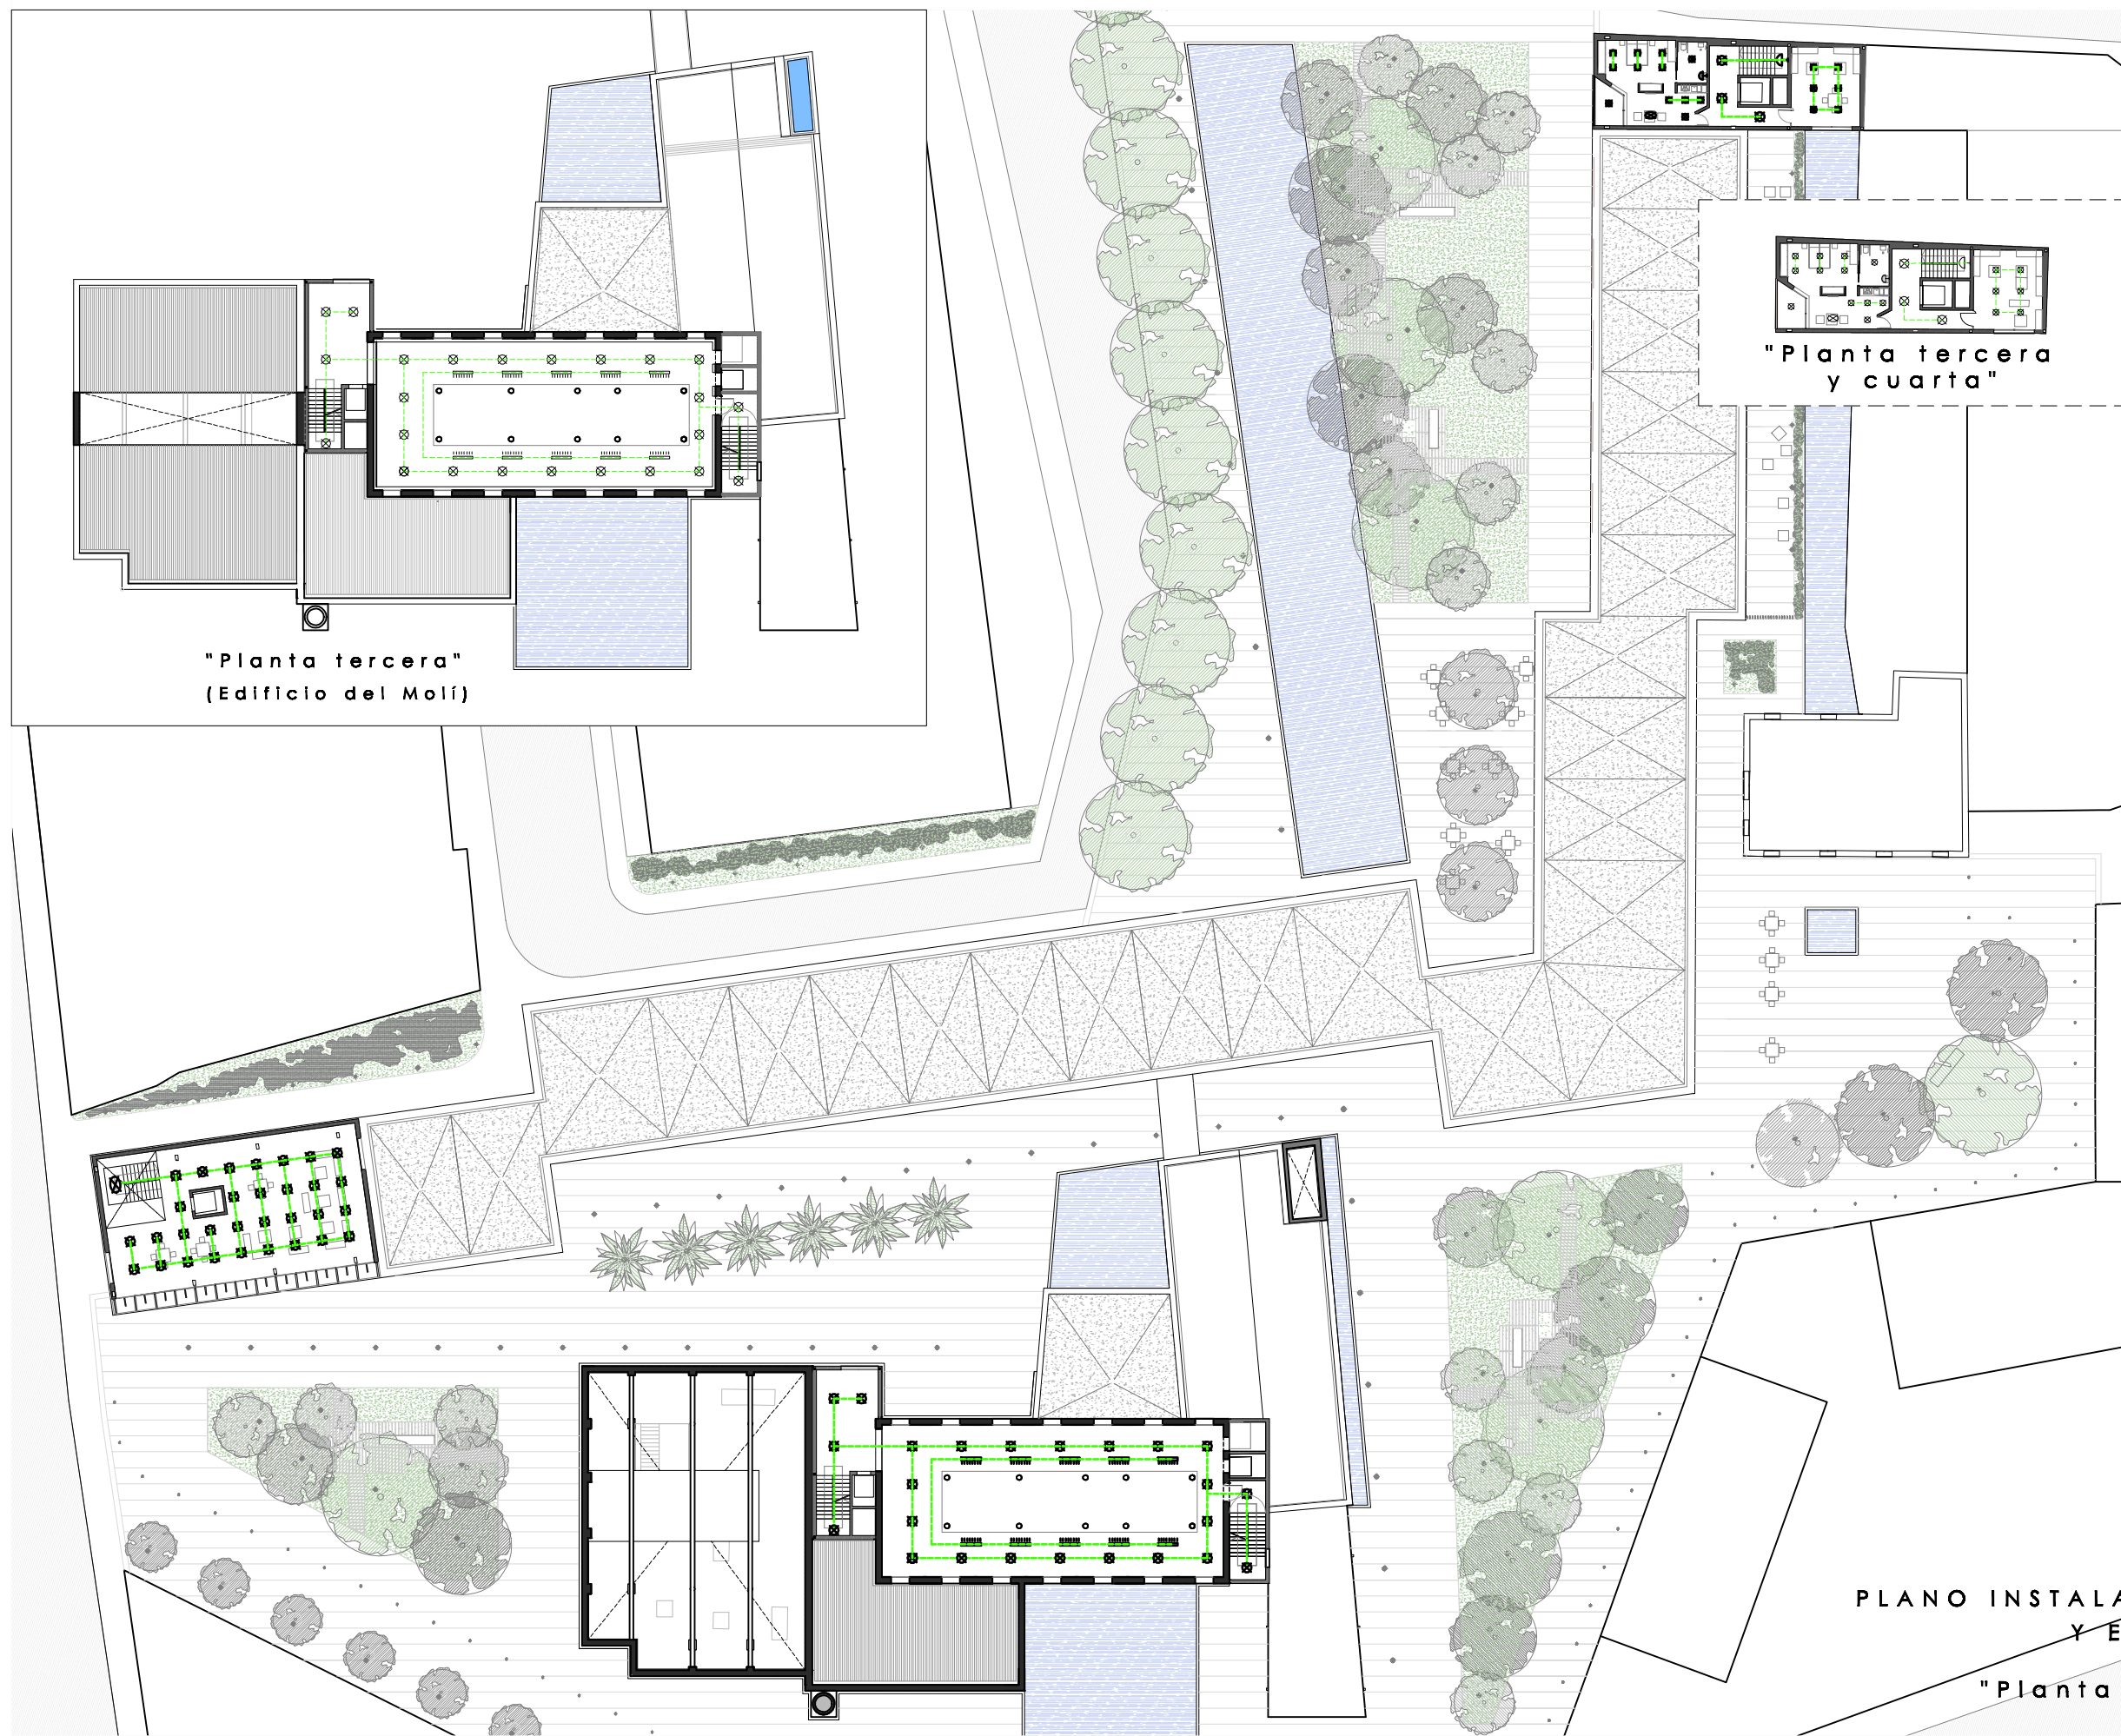 "Planta tercera
y cuarta"
"Planta tercera"
(Edificio del Molí)
PLANO INSTALA
Y E
"Planta